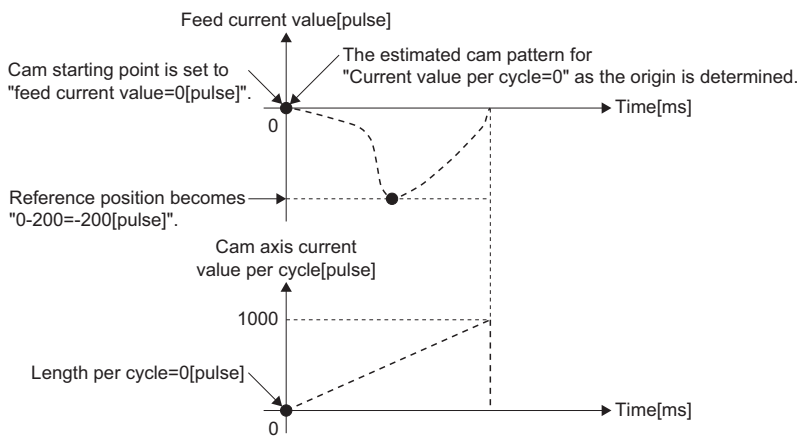 Feed current value[pulse]
Cam starting point is set to
"feed current value=0[pulse]".
The estimated cam pattern for
"Current value per cycle=0" as the origin is determined.
Time[ms]
0
Reference position becomes
"0-200=-200[pulse]".
Cam axis current
value per cycle[pulse]
1000
Length per cycle=0[pulse]
Time[ms]
0